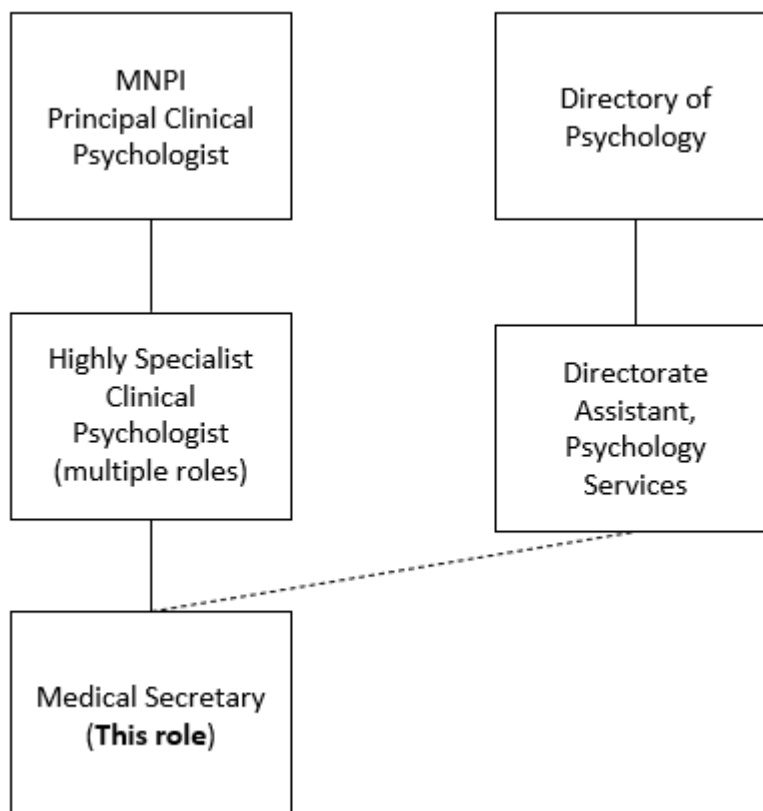 MNPI
Principal Clinical
Psychologist
Directory of
Psychology
Highly Specialist
Clinical
Psychologist
(multiple roles)
Directorate
Assistant,
Psychology
Services
Medical Secretary
(This role)